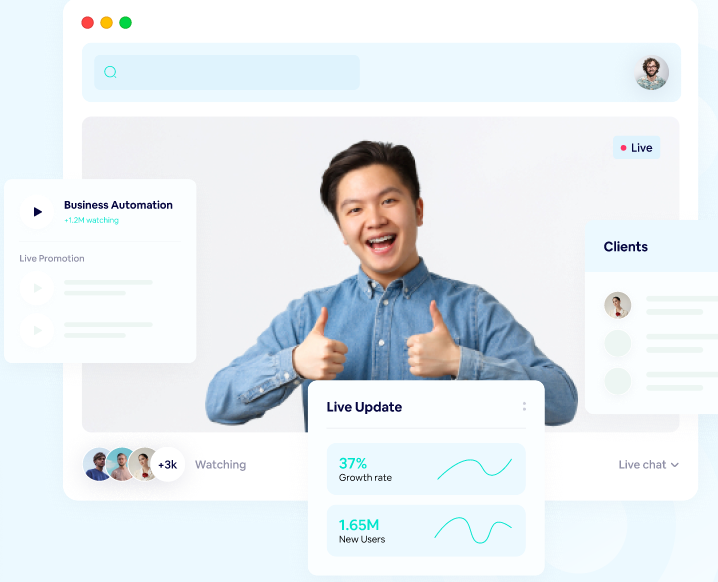 Live
Business Automation
+1.2M watching
Live Promotion
Clients
Live Update
37%
Growth rate
1.65M
New Users
+3k
Watching
Live chat